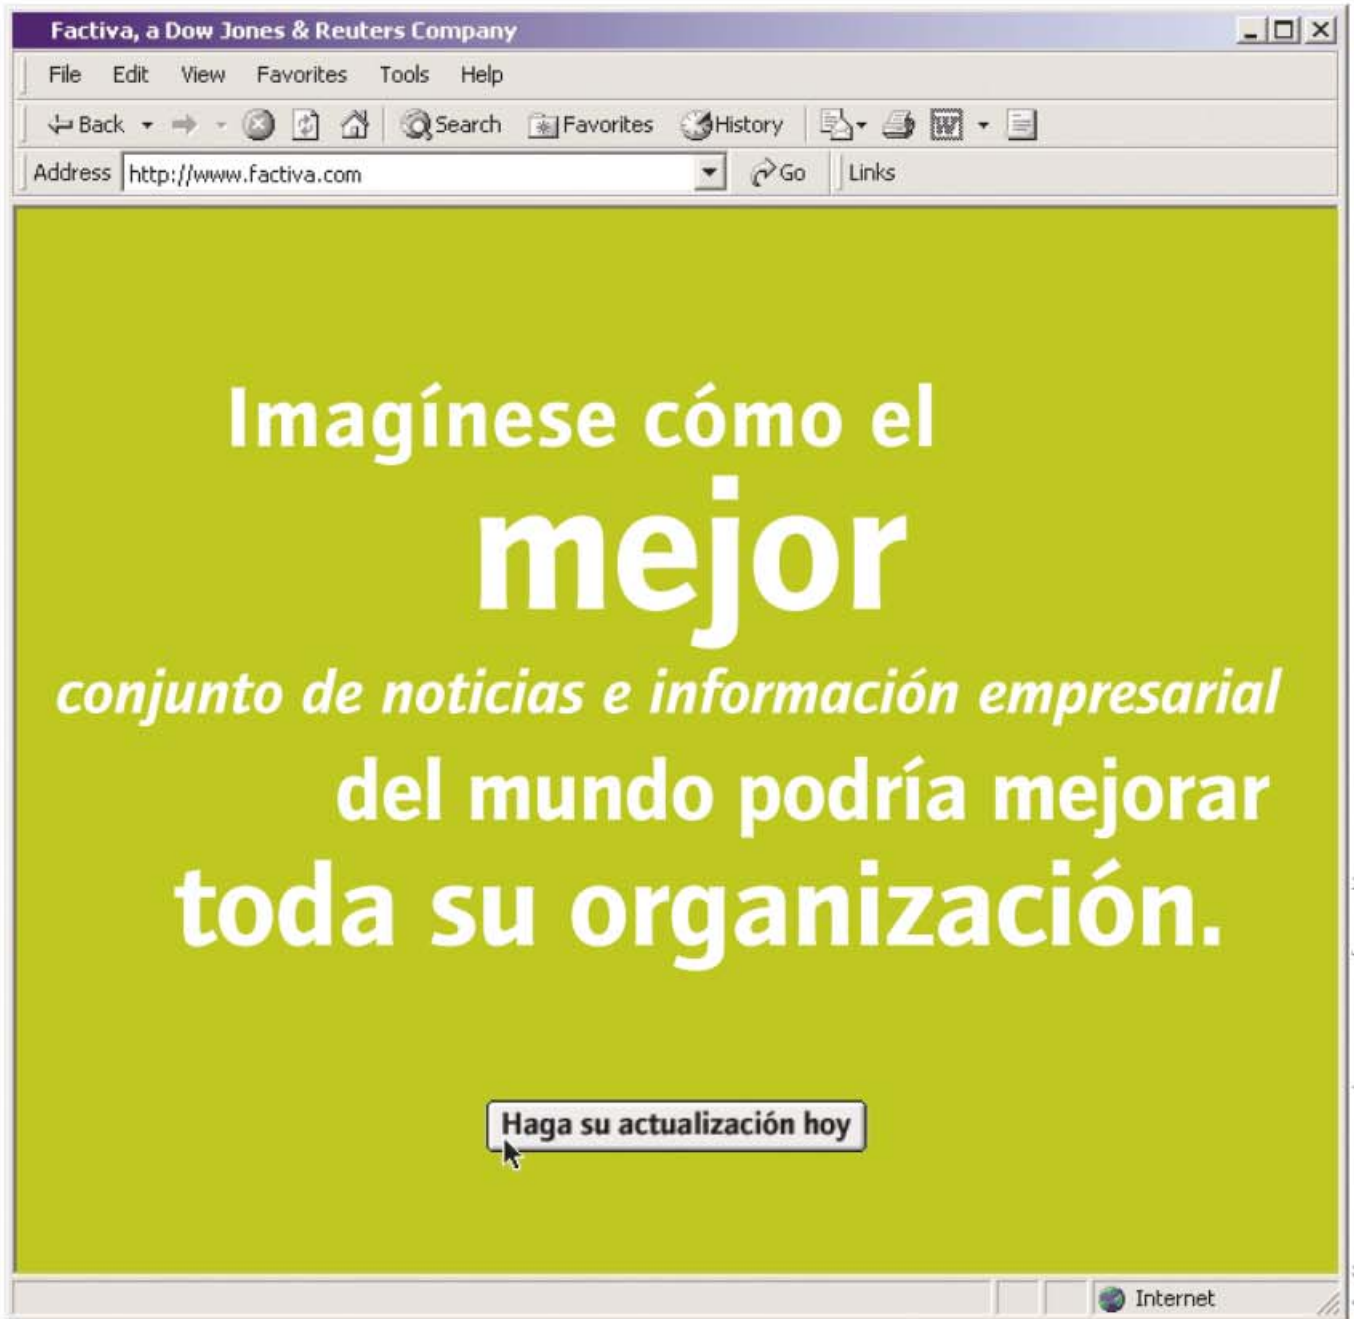 Factiva, a Dow Jones & Reuters Company
File Edit View Favorites Tools Help
Back Search Favorites History
Address http://www.factiva.com Go Links
Imagínese cómo el
mejor
conjunto de noticias e información empresarial
del mundo podría mejorar
toda su organización.
Haga su actualización hoy
Internet